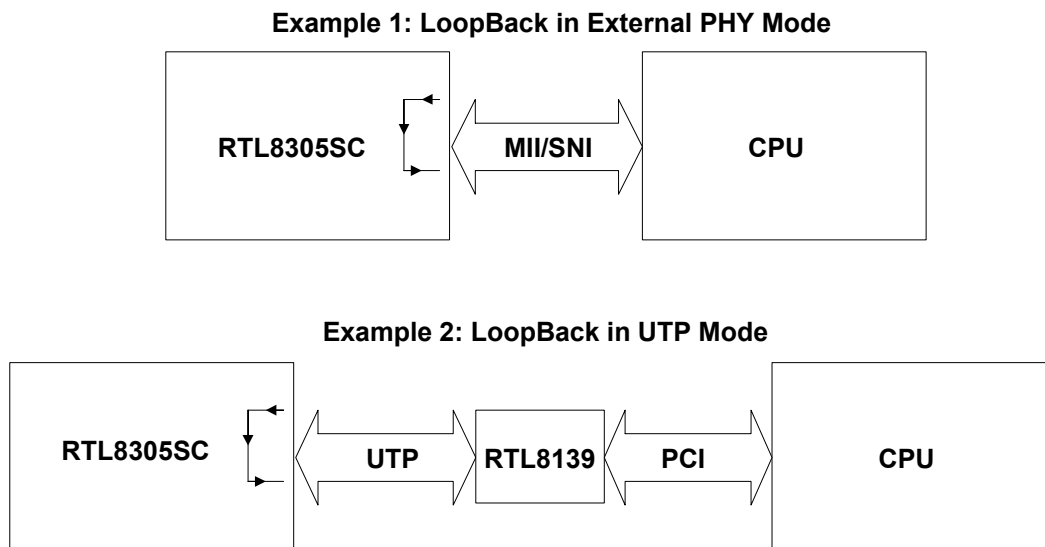 Example 1: LoopBack in External PHY Mode
RTL8305SC
MII/SNI
CPU
Example 2: LoopBack in UTP Mode
RTL8305SC
UTP
RTL8139
PCI
CPU